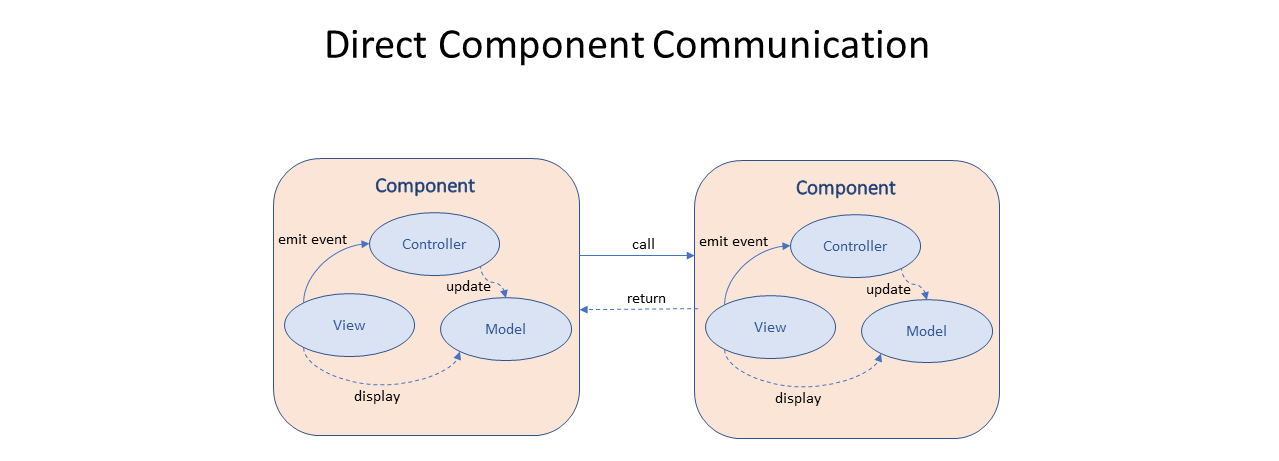 Direct Component Communication
Component
emit event
Controller
update
View
Model
display
call
return
Component
emit event
Controller
update
View
Model
display